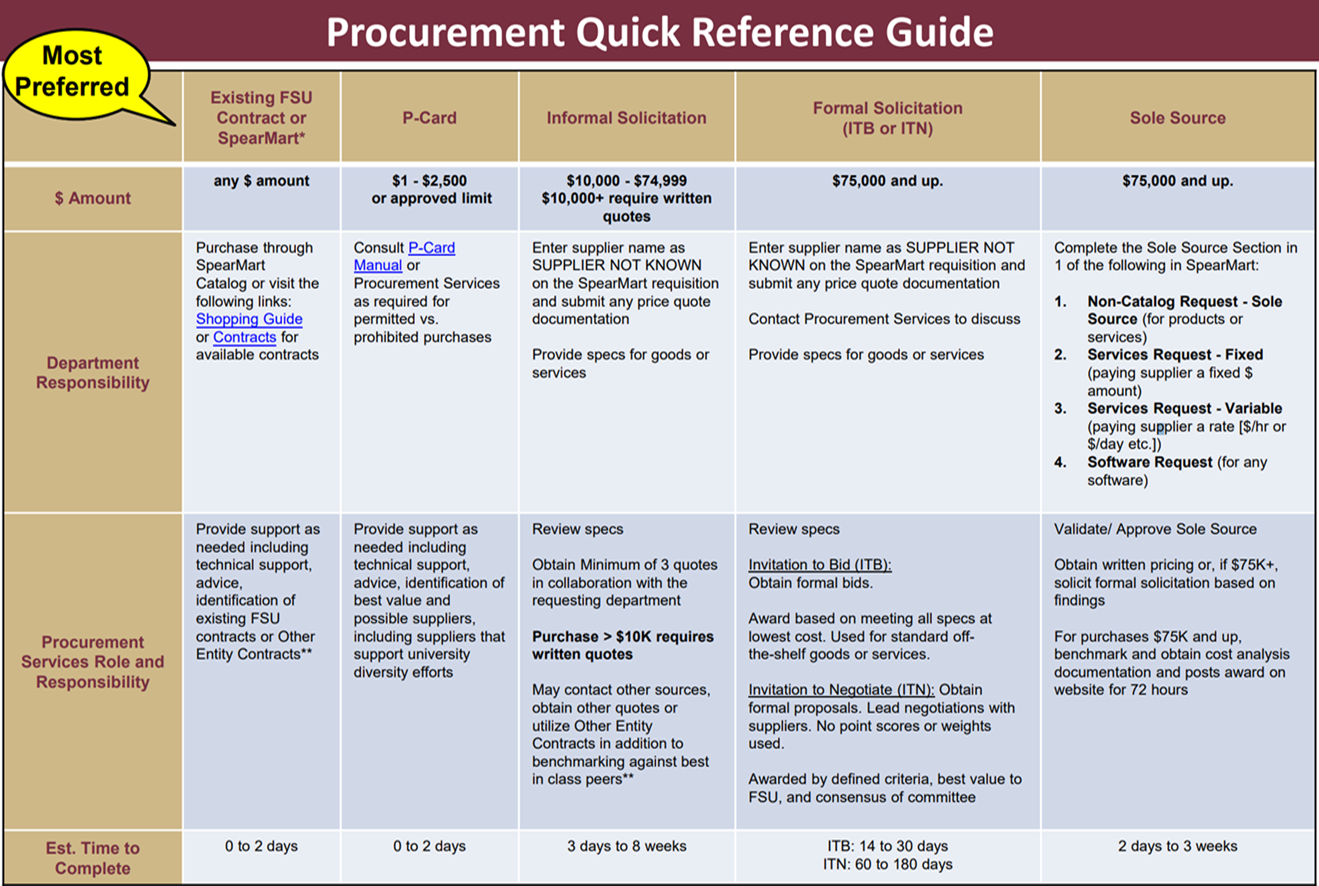 Procurement Quick Reference Guide
Most
Preferred
Existing FSU
Contract or
SpearMart*
P-Card
Informal Solicitation
Formal Solicitation
(ITB or ITN)
Sole Source
$ Amount
any $ amount
$1 - $2,500
or approved limit
$10,000 - $74,999
$10,000+ require written
quotes
$75,000 and up.
$75,000 and up.
Department
Responsibility
Purchase through
SpearMart
Catalog or visit the
following links:
Shopping Guide
or Contracts for
available contracts
Consult P-Card
Manual or
Procurement Services
as required for
permitted vs.
prohibited purchases
Enter supplier name as
SUPPLIER NOT KNOWN
on the SpearMart requisition
and submit any price quote
documentation
Provide specs for goods or
services
Enter supplier name as SUPPLIER NOT
KNOWN on the SpearMart requisition and
submit any price quote documentation
Contact Procurement Services to discuss
Provide specs for goods or services
Complete the Sole Source Section in
1 of the following in SpearMart:
1. Non-Catalog Request - Sole
Source (for products or
services)
2. Services Request - Fixed
(paying supplier a fixed $
amount)
3. Services Request - Variable
(paying supplier a rate [$/hr or
$/day etc.])
4. Software Request (for any
software)
Procurement
Services Role and
Responsibility
Provide support as
needed including
technical support,
advice,
identification of
existing FSU
contracts or Other
Entity Contracts**
Provide support as
needed including
technical support,
advice, identification of
best value and
possible suppliers,
including suppliers that
support university
diversity efforts
Review specs
Obtain Minimum of 3 quotes
in collaboration with the
requesting department
Purchase > $10K requires
written quotes
May contact other sources,
obtain other quotes or
utilize Other Entity
Contracts in addition to
benchmarking against best
in class peers**
Review specs
Invitation to Bid (ITB):
Obtain formal bids.
Award based on meeting all specs at
lowest cost. Used for standard off-
the-shelf goods or services.
Invitation to Negotiate (ITN): Obtain
formal proposals. Lead negotiations with
suppliers. No point scores or weights
used.
Awarded by defined criteria, best value to
FSU, and consensus of committee
Validate/ Approve Sole Source
Obtain written pricing or, if $75K+,
solicit formal solicitation based on
findings
For purchases $75K and up,
benchmark and obtain cost analysis
documentation and posts award on
website for 72 hours
Est. Time to
Complete
0 to 2 days
0 to 2 days
3 days to 8 weeks
ITB: 14 to 30 days
ITN: 60 to 180 days
2 days to 3 weeks